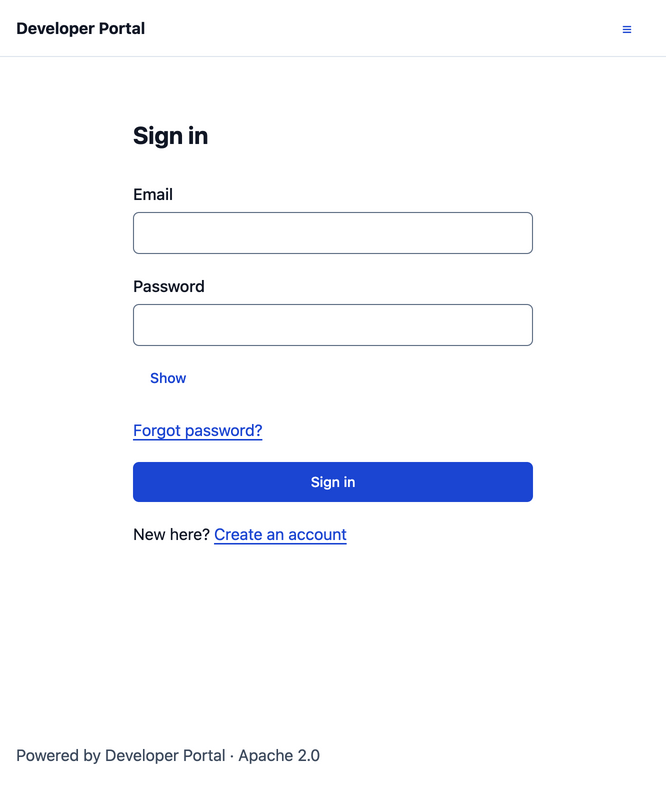 Developer Portal
Sign in
Email
Password
Show
Forgot password?
Sign in
New here? Create an account
Powered by Developer Portal · Apache 2.0